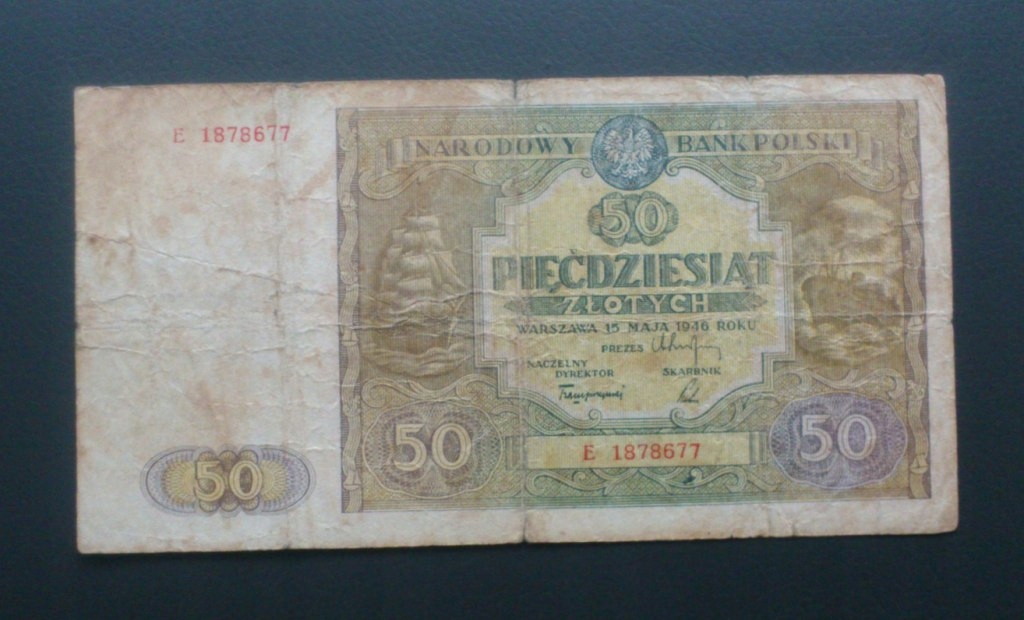 E 1878677
NARODOWY BANK POLSKI
50
PIĘĆDZIESIĄT
ZŁOTYCH
WARSZAWA 15 MAJA 1946 ROKU
PREZES
NACZELNY DYREKTOR
SKARBNIK
50
50
E 1878677
50